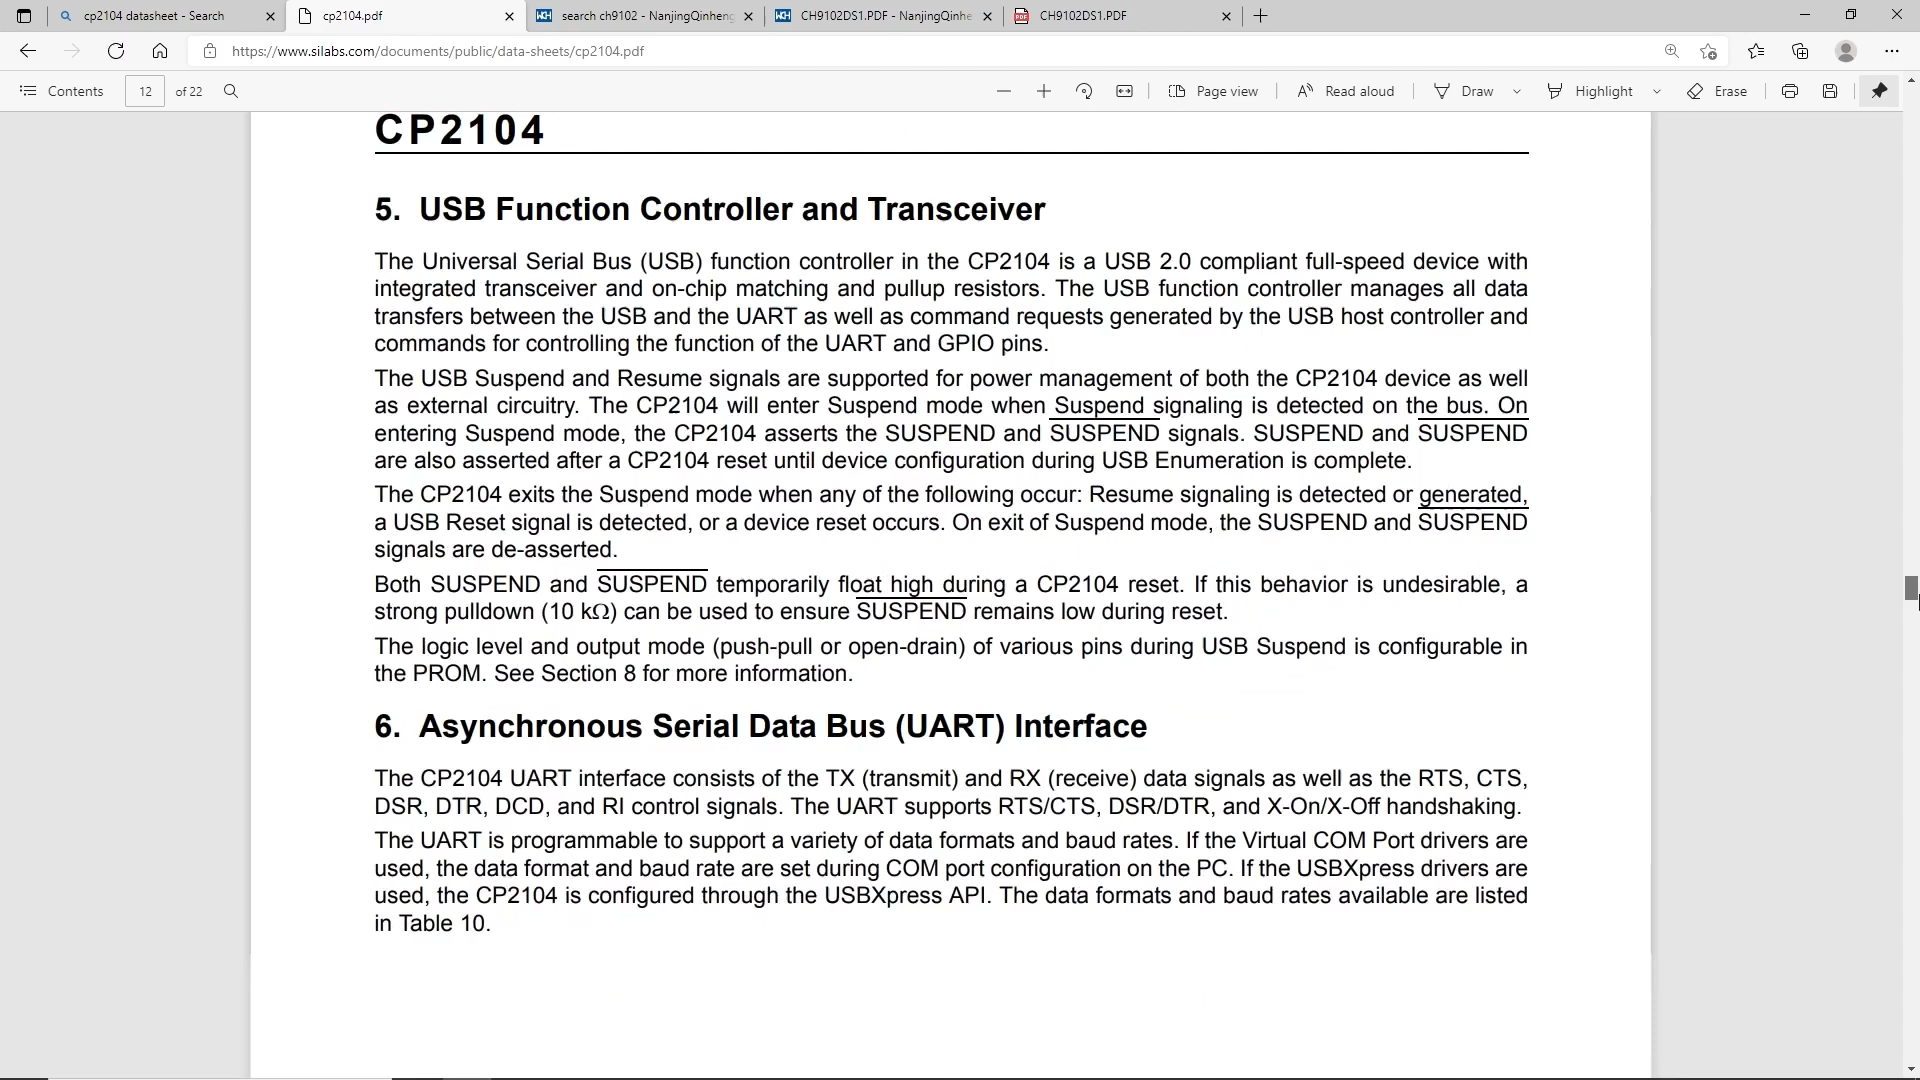 cp2104 datasheet - Search
cp2104.pdf
search ch9102 - NanjingQinheng
CH9102DS1.PDF - NanjingQinhe
CH9102DS1.PDF
https://www.silabs.com/documents/public/data-sheets/cp2104.pdf
Contents 12 of 22 Page view Read aloud Draw Highlight Erase
CP2104
5. USB Function Controller and Transceiver
The Universal Serial Bus (USB) function controller in the CP2104 is a USB 2.0 compliant full-speed device with
integrated transceiver and on-chip matching and pullup resistors. The USB function controller manages all data
transfers between the USB and the UART as well as command requests generated by the USB host controller and
commands for controlling the function of the UART and GPIO pins.
The USB Suspend and Resume signals are supported for power management of both the CP2104 device as well
as external circuitry. The CP2104 will enter Suspend mode when Suspend signaling is detected on the bus. On
entering Suspend mode, the CP2104 asserts the SUSPEND and SUSPEND signals. SUSPEND and SUSPEND
are also asserted after a CP2104 reset until device configuration during USB Enumeration is complete.
The CP2104 exits the Suspend mode when any of the following occur: Resume signaling is detected or generated,
a USB Reset signal is detected, or a device reset occurs. On exit of Suspend mode, the SUSPEND and SUSPEND
signals are de-asserted.
Both SUSPEND and SUSPEND temporarily float high during a CP2104 reset. If this behavior is undesirable, a
strong pulldown (10 kΩ) can be used to ensure SUSPEND remains low during reset.
The logic level and output mode (push-pull or open-drain) of various pins during USB Suspend is configurable in
the PROM. See Section 8 for more information.
6. Asynchronous Serial Data Bus (UART) Interface
The CP2104 UART interface consists of the TX (transmit) and RX (receive) data signals as well as the RTS, CTS,
DSR, DTR, DCD, and RI control signals. The UART supports RTS/CTS, DSR/DTR, and X-On/X-Off handshaking.
The UART is programmable to support a variety of data formats and baud rates. If the Virtual COM Port drivers are
used, the data format and baud rate are set during COM port configuration on the PC. If the USBXpress drivers are
used, the CP2104 is configured through the USBXpress API. The data formats and baud rates available are listed
in Table 10.